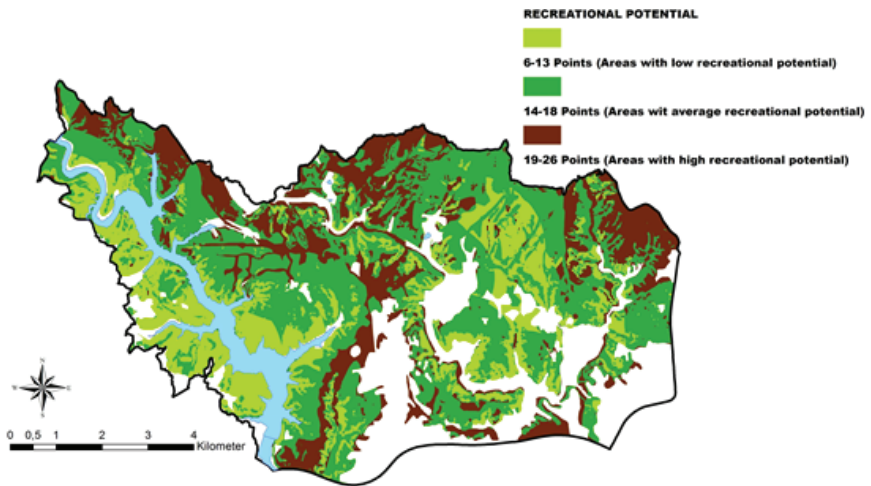 RECREATIONAL POTENTIAL
6-13 Points (Areas with low recreational potential)
14-18 Points (Areas wit average recreational potential)
19-26 Points (Areas with high recreational potential)
N
W E
S
0 0,5 1 2 3 4
Kilometer